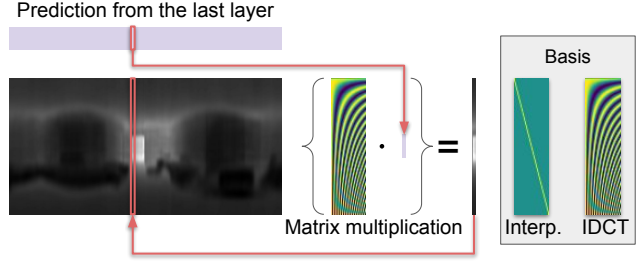 Prediction from the last layer
Basis
Matrix multiplication
Interp.
IDCT